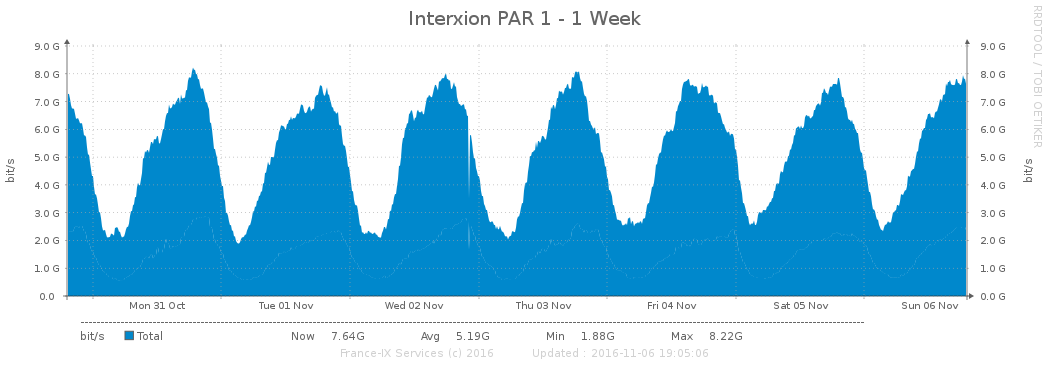 Interxion PAR 1 - 1 Week
RRDTOOL / TOBI OETIKER
bit/s
9.0 G 9.0 G
8.0 G 8.0 G
7.0 G 7.0 G
6.0 G 6.0 G
5.0 G 5.0 G
4.0 G 4.0 G
3.0 G 3.0 G
2.0 G 2.0 G
1.0 G 1.0 G
0.0 0.0 G
bit/s
Mon 31 Oct Tue 01 Nov Wed 02 Nov Thu 03 Nov Fri 04 Nov Sat 05 Nov Sun 06 Nov
bit/s Total Now 7.64G Avg 5.19G Min 1.88G Max 8.22G
France-IX Services (c) 2016 Updated : 2016-11-06 19:05:06